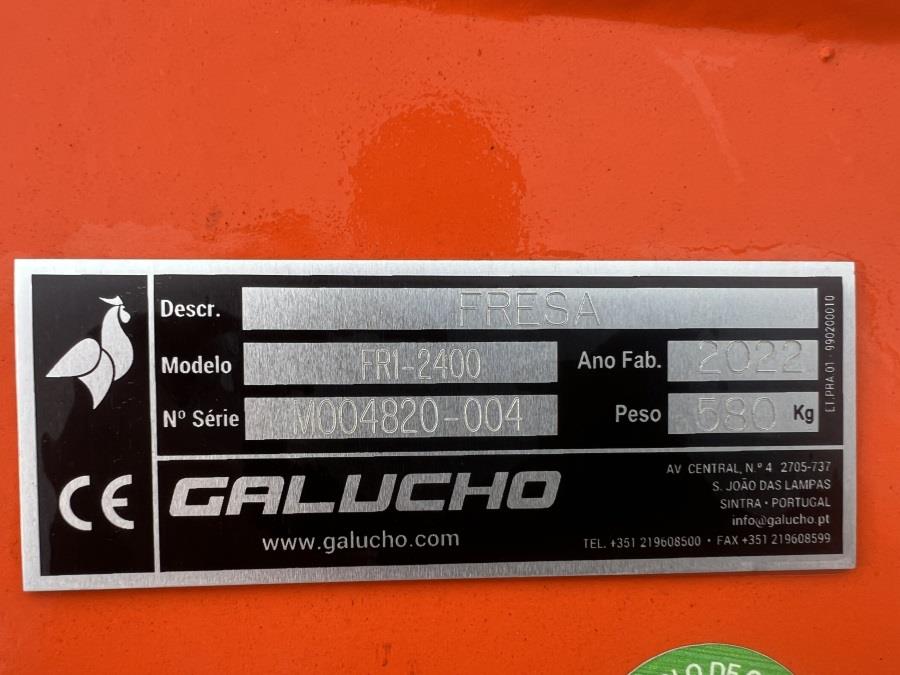 Descr. FRESA
Modelo FR1-2400 Ano Fab. 2022
Nº Série M004820-004 Peso 580 Kg
ET.PRA.01 - 990200010
CE GALUCHO
www.galucho.com
AV CENTRAL, N.º 4 2705-737
S. JOÃO DAS LAMPAS
SINTRA • PORTUGAL
info@galucho.pt
TEL. +351 219608500 • FAX +351 219608599